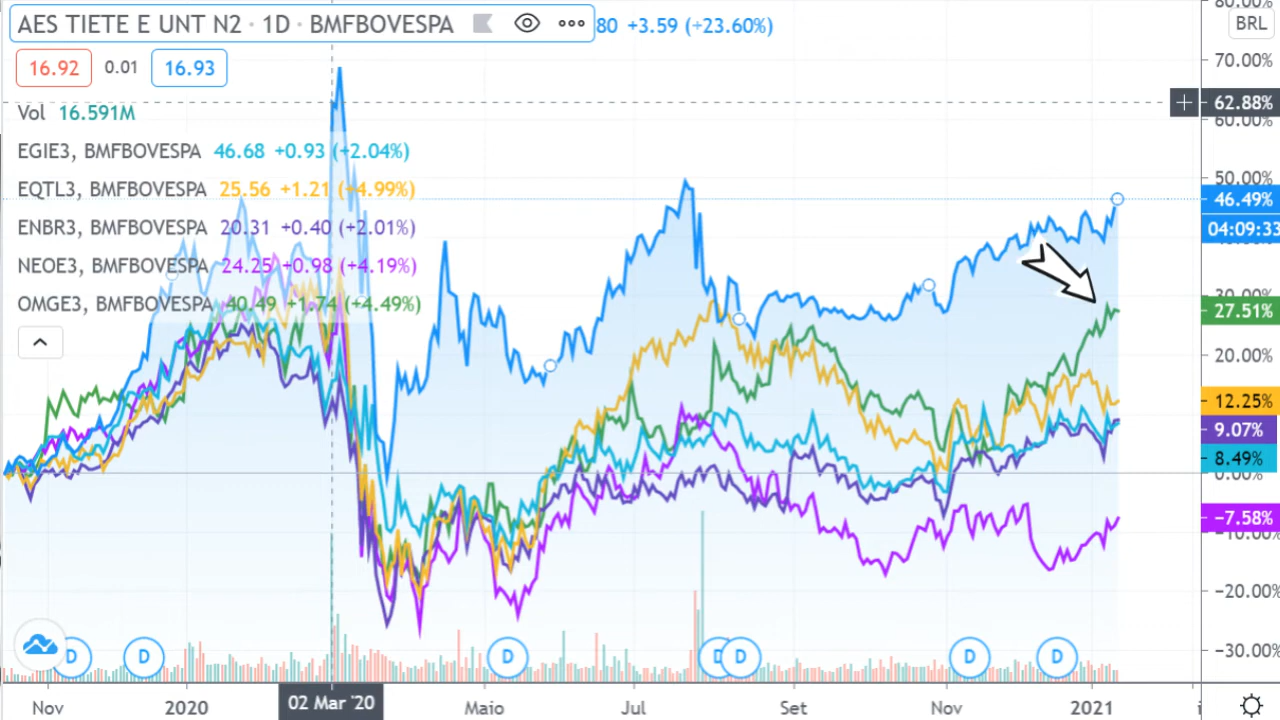 AES TIETE E UNT N2 · 1D · BMFBOVESPA 80 +3.59 (+23.60%)
BRL
16.92 0.01 16.93
Vol 16.591M
EGIE3, BMFBOVESPA 46.68 +0.93 (+2.04%)
EQTL3, BMFBOVESPA 25.56 +1.21 (+4.99%)
ENBR3, BMFBOVESPA 20.31 +0.40 (+2.01%)
NEOE3, BMFBOVESPA 24.25 +0.98 (+4.19%)
OMGE3, BMFBOVESPA 40.49 +1.74 (+4.49%)
80.00%
70.00%
62.88%
60.00%
50.00%
46.49%
04:09:33
30.00%
27.51%
20.00%
12.25%
9.07%
8.49%
0.00%
−7.58%
−10.00%
−20.00%
−30.00%
D D D D D D D
Nov 2020 02 Mar '20 Maio Jul Set Nov 2021